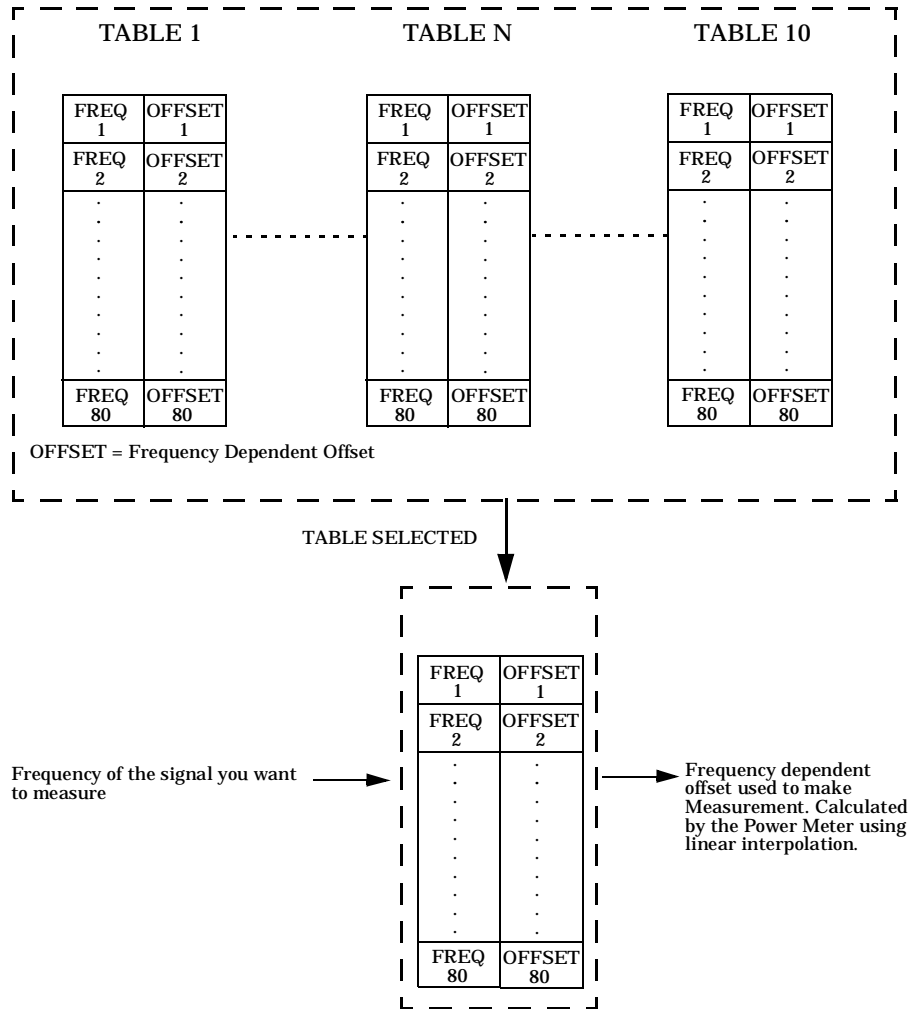 TABLE 1 TABLE N TABLE 10
FREQ OFFSET FREQ OFFSET FREQ OFFSET
1 1 1 1 1 1
FREQ OFFSET FREQ OFFSET FREQ OFFSET
2 2 2 2 2 2
FREQ OFFSET FREQ OFFSET FREQ OFFSET
80 80 80 80 80 80
OFFSET = Frequency Dependent Offset
TABLE SELECTED
FREQ OFFSET
1 1
FREQ OFFSET
2 2
FREQ OFFSET
80 80
Frequency of the signal you want
to measure
Frequency dependent
offset used to make
Measurement. Calculated
by the Power Meter using
linear interpolation.